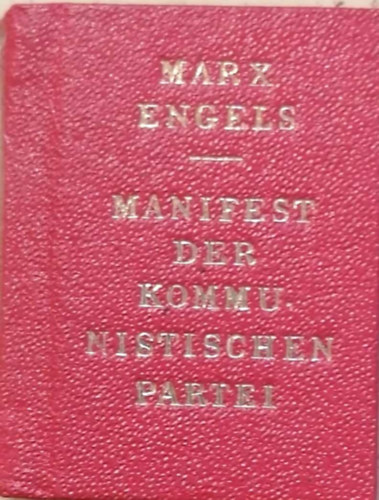 MARX
ENGELS
MANIFEST
DER
KOMMU-
NISTISCHEN
PARTEI